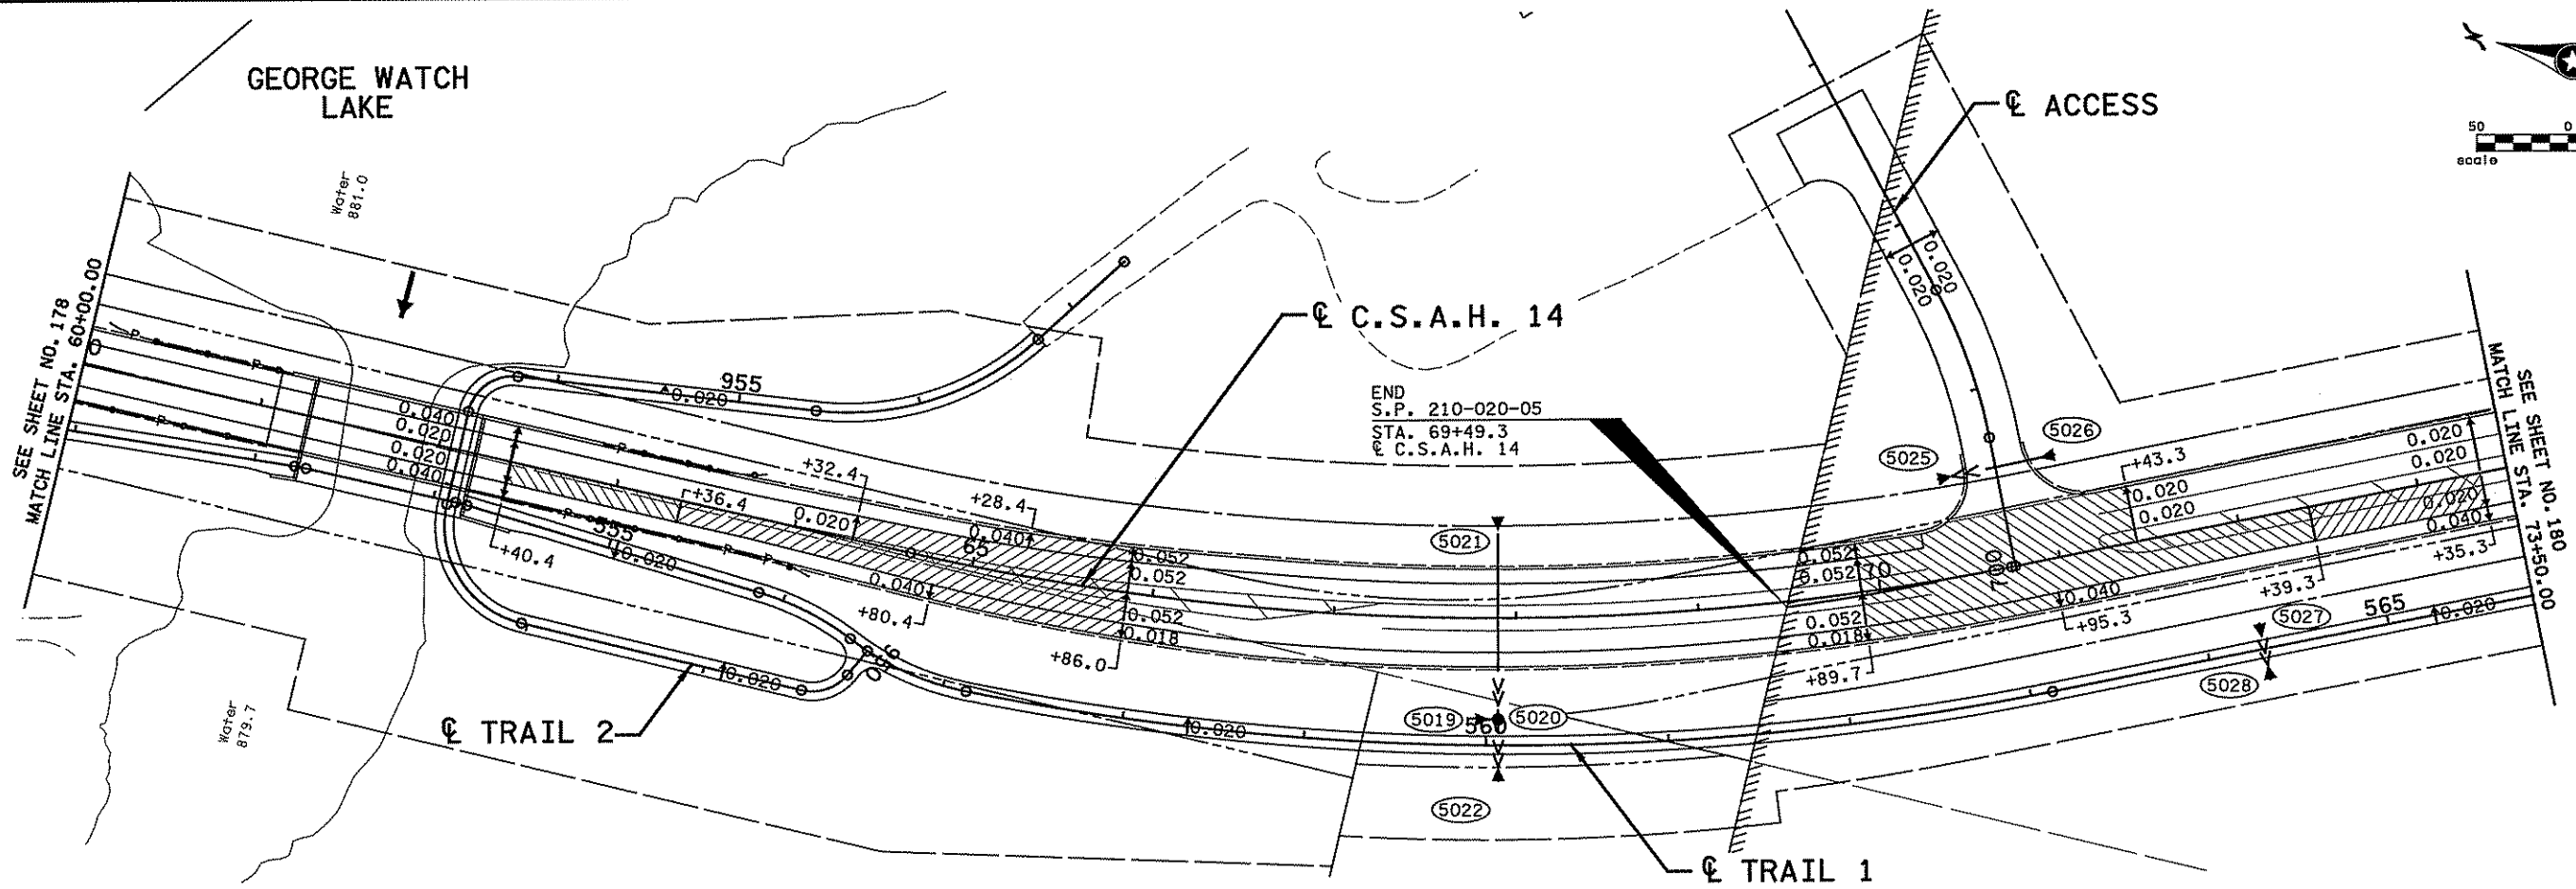 GEORGE WATCH
LAKE
Water
881.0
℄ ACCESS
50 0
scale
SEE SHEET NO. 178
MATCH LINE STA. 60+00.00
0
955
0.020
0.040
0.020
0.020
0.040
P
P
P
P
P
P
P
+32.4
+36.4
0.020
+28.4
0.040
+40.4
555
0.020
65
℄ C.S.A.H. 14
END
S.P. 210-020-05
STA. 69+49.3
℄ C.S.A.H. 14
0.020
0.020
5025
5026
5021
0.052
0.052
0.052
0.018
0.040
+80.4
+86.0
0.052
0.052
70
0.052
0.018
+89.7
100
+43.3
0.020
0.020
0.020
0.020
0.020
0.040
+35.3
+39.3
0.040
+95.3
5027
565
0.020
5028
SEE SHEET NO. 180
MATCH LINE STA. 73+50.00
960
0.020
℄ TRAIL 2
0.020
5019
5020
560
5022
℄ TRAIL 1
Water
879.7